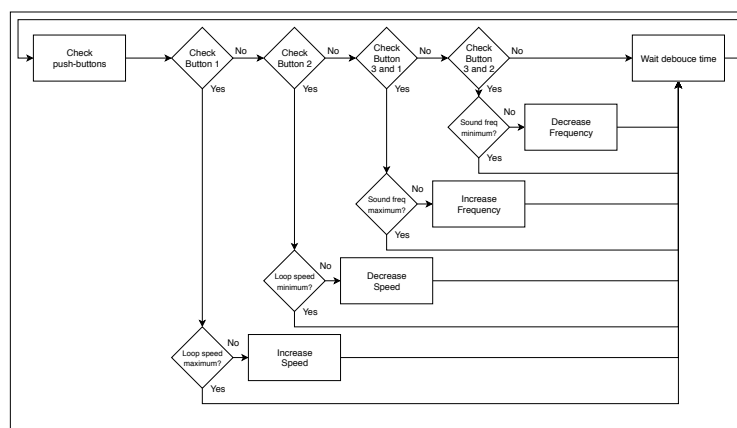 Check
push-buttons
Check
Button 1
No
Yes
Check
Button 2
No
Yes
Check
Button
3 and 1
No
Yes
Check
Button
3 and 2
No
Yes
Wait debouce time
Sound freq
minimum?
No
Yes
Decrease
Frequency
Sound freq
maximum?
No
Yes
Increase
Frequency
Loop speed
minimum?
No
Yes
Decrease
Speed
Loop speed
maximum?
No
Yes
Increase
Speed